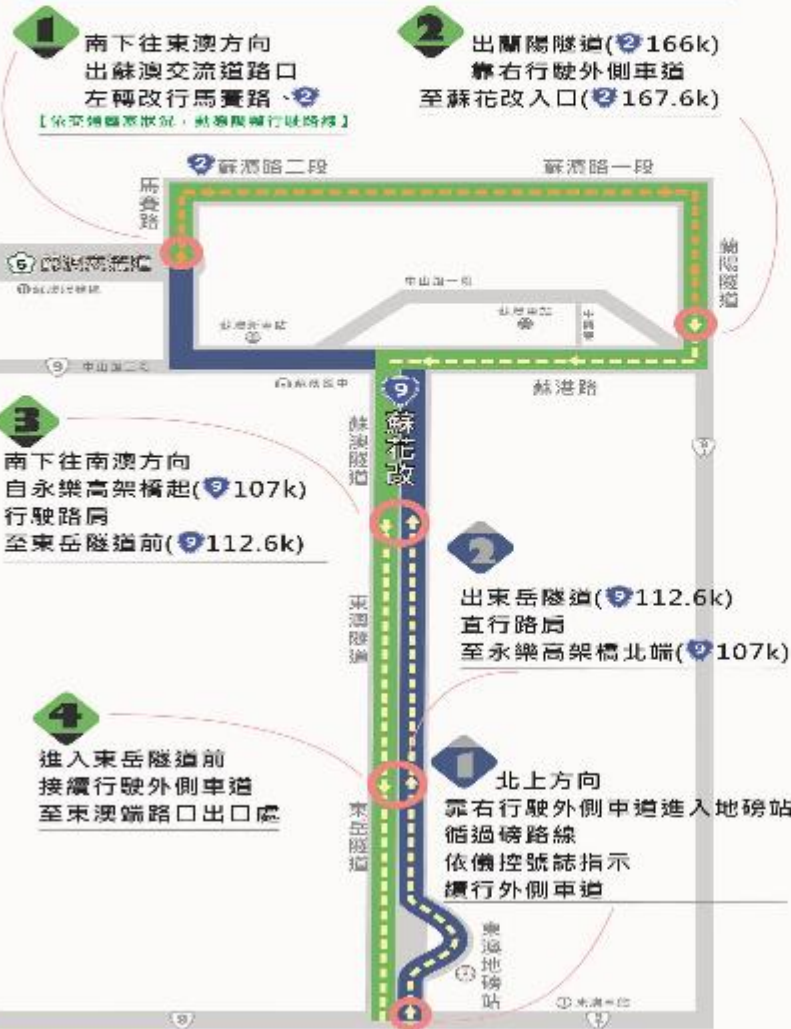 1
南下往東澳方向
出蘇澳交流道路口
左轉改行馬賽路、2
2
出蘭陽隧道(2 166k)
靠右行駛外側車道
至蘇花改入口(2 167.6k)
2 蘇濱路二段
蘇濱路一段
馬賽路
蘭陽隧道
5
中山路一段
9 中山路二段
蘇港路
9
蘇花改
蘇澳隧道
3
南下往南澳方向
自永樂高架橋起(9 107k)
行駛路肩
至東岳隧道前(9 112.6k)
2
出東岳隧道(9 112.6k)
直行路肩
至永樂高架橋北端(9 107k)
東澳隧道
4
進入東岳隧道前
接續行駛外側車道
至東澳端路口出口處
東岳隧道
1
北上方向
靠右行駛外側車道進入地磅站
循過磅路線
依儀控號誌指示
續行外側車道
東澳地磅站